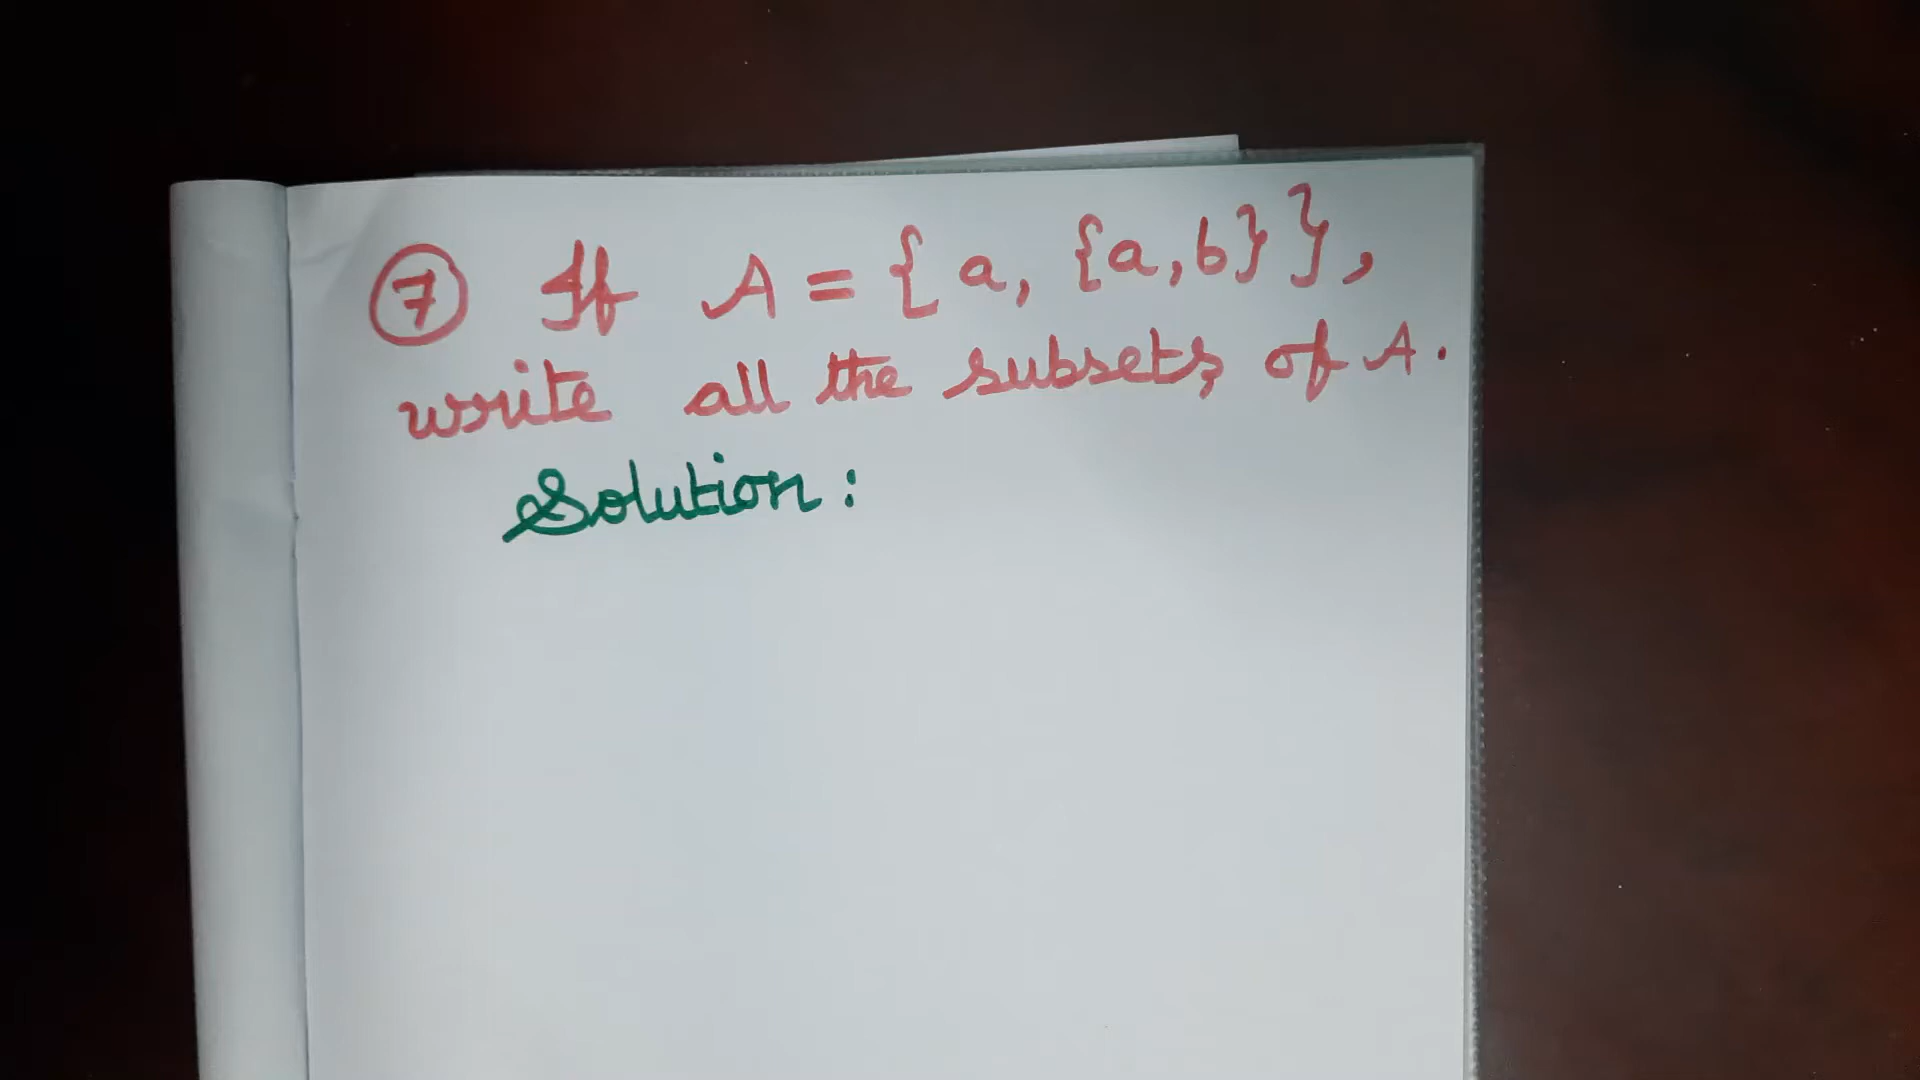 7 If A = { a, {a,b} },
write all the subsets of A.
Solution :